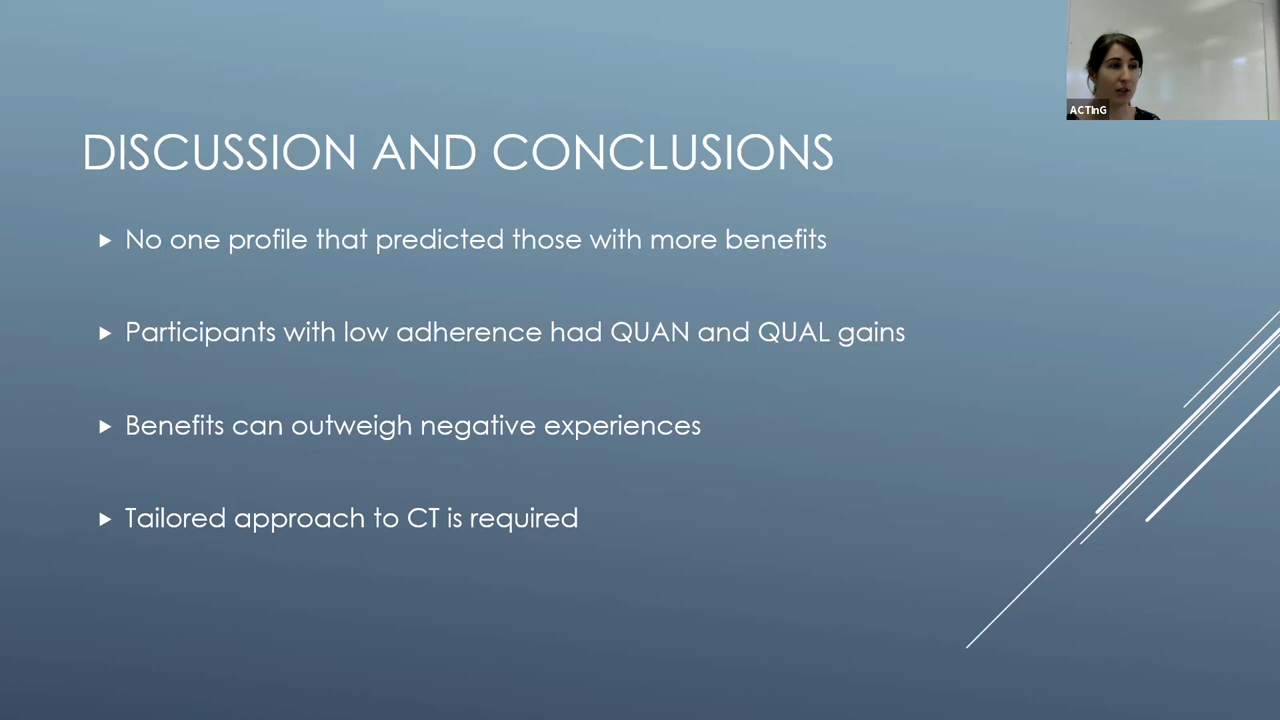 ACTInG
DISCUSSION AND CONCLUSIONS
No one profile that predicted those with more benefits
Participants with low adherence had QUAN and QUAL gains
Benefits can outweigh negative experiences
Tailored approach to CT is required